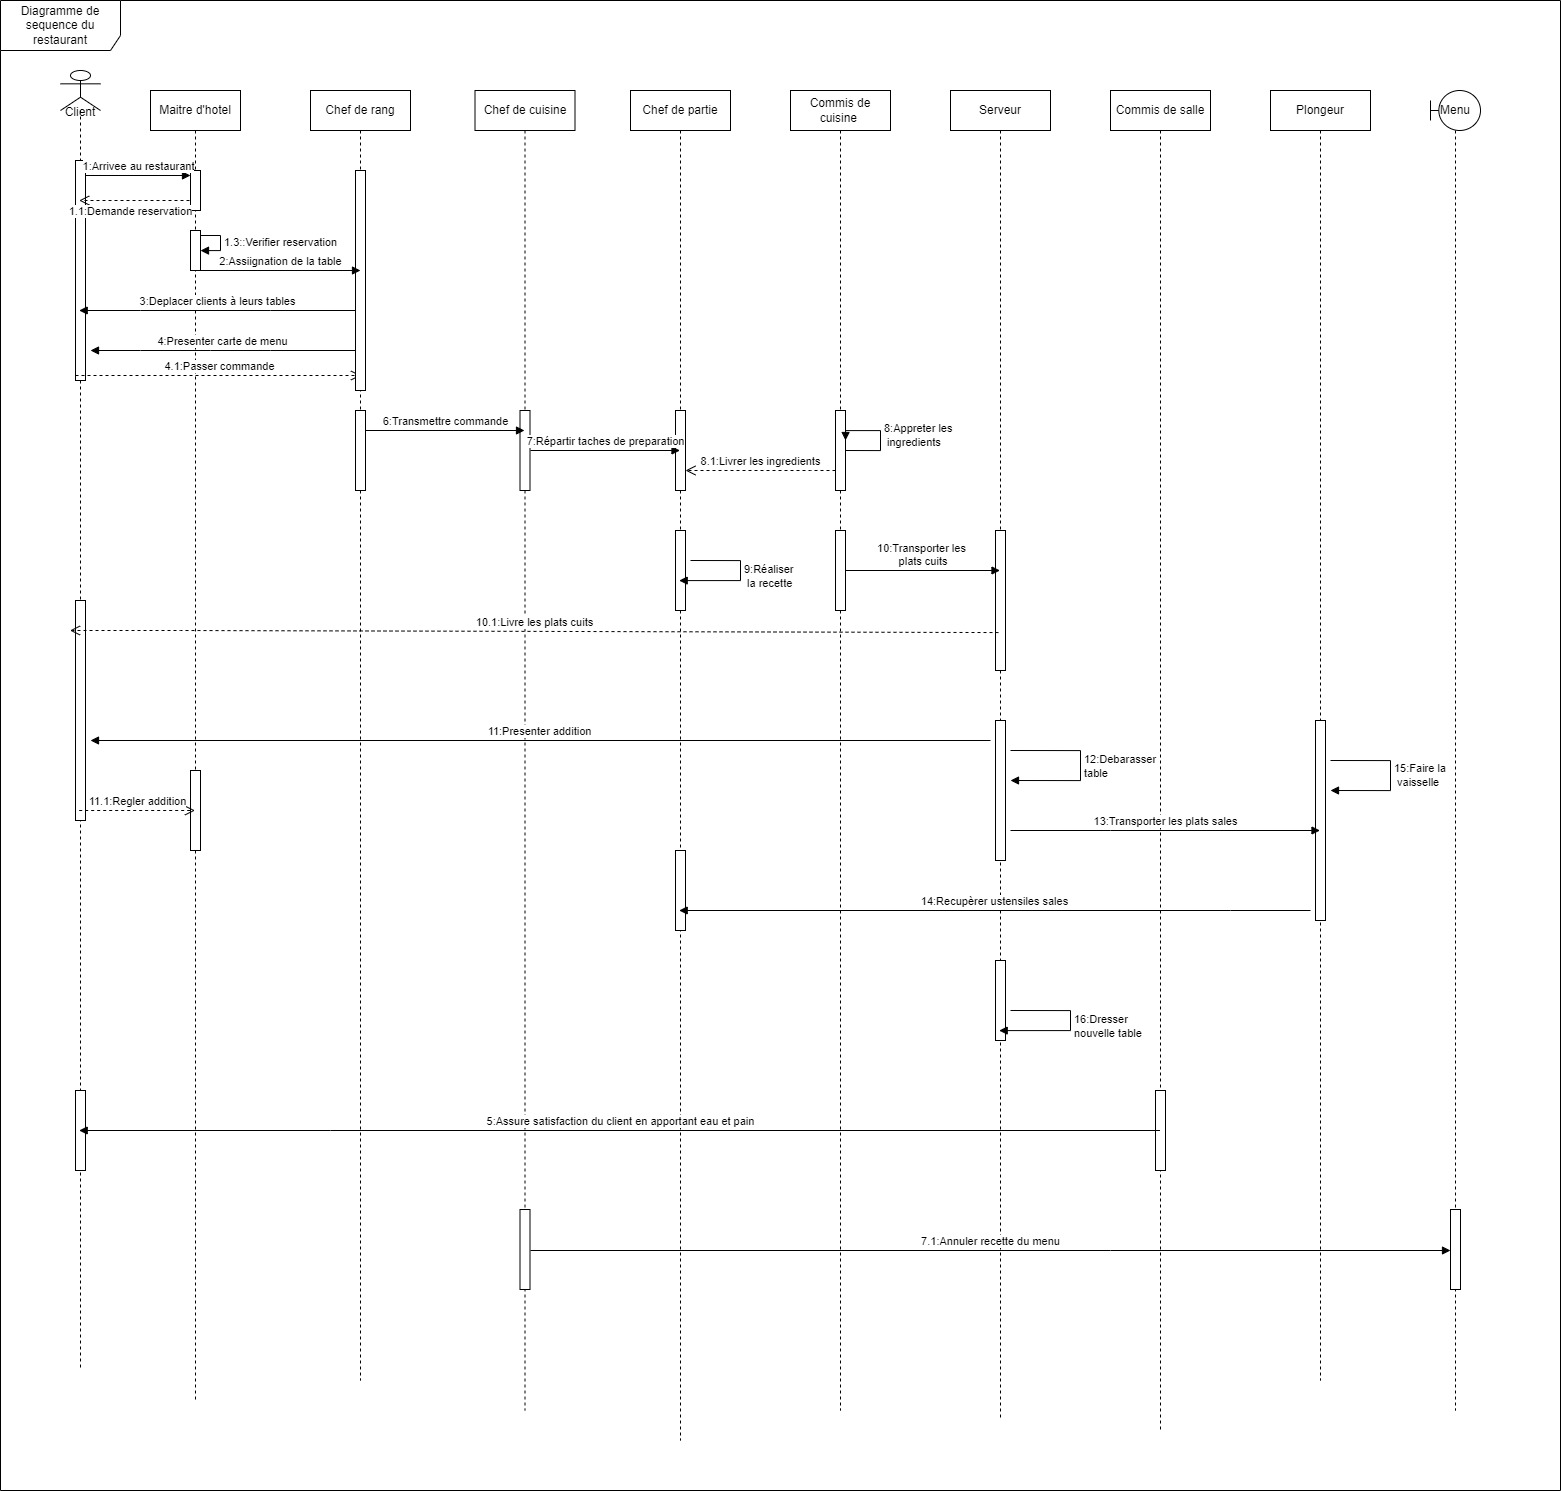 Diagramme de
sequence du
restaurant
Client
Maitre d'hotel
Chef de rang
Chef de cuisine
Chef de partie
Commis de
cuisine
Serveur
Commis de salle
Plongeur
Menu
1:Arrivee au restaurant
1.1:Demande reservation
1.3::Verifier reservation
2:Assiignation de la table
3:Deplacer clients à leurs tables
4:Presenter carte de menu
4.1:Passer commande
6:Transmettre commande
7:Répartir taches de preparation
8:Appreter les
ingredients
8.1:Livrer les ingredients
10:Transporter les
plats cuits
9:Réaliser
la recette
10.1:Livre les plats cuits
11:Presenter addition
12:Debarasser
table
15:Faire la
vaisselle
11.1:Regler addition
13:Transporter les plats sales
14:Recupèrer ustensiles sales
16:Dresser
nouvelle table
5:Assure satisfaction du client en apportant eau et pain
7.1:Annuler recette du menu